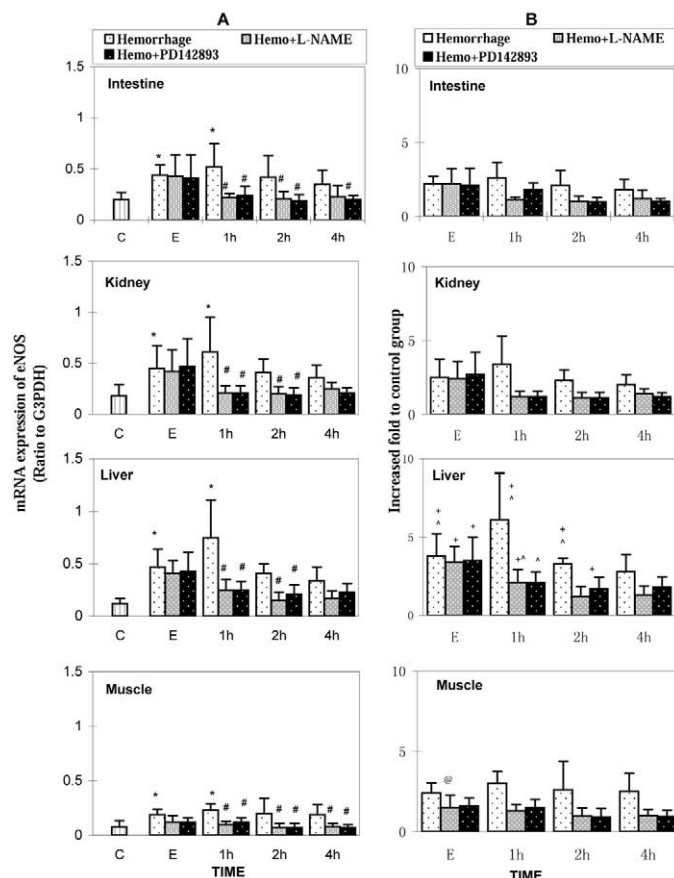 A
B
Hemorrhage
Hemo+L-NAME
Hemo+PD142893
Hemorrhage
Hemo+L-NAME
Hemo+PD142893
mRNA expression of eNOS
(Ratio to G3PDH)
Increased fold to control group
1.5
Intestine
1
0.5
0
* * # # # # #
C E 1h 2h 4h
10
Intestine
5
0
E 1h 2h 4h
1.5
Kidney
1
0.5
0
* * # # # #
C E 1h 2h 4h
10
Kidney
5
0
E 1h 2h 4h
1.5
Liver
1
0.5
0
* * # # # #
C E 1h 2h 4h
10
Liver
5
0
+ + +
^
+
^
+^ ^
+
^
+
E 1h 2h 4h
1.5
Muscle
1
0.5
0
* * # # # # # #
C E 1h 2h 4h
TIME
10
Muscle
5
0
@
E 1h 2h 4h
TIME